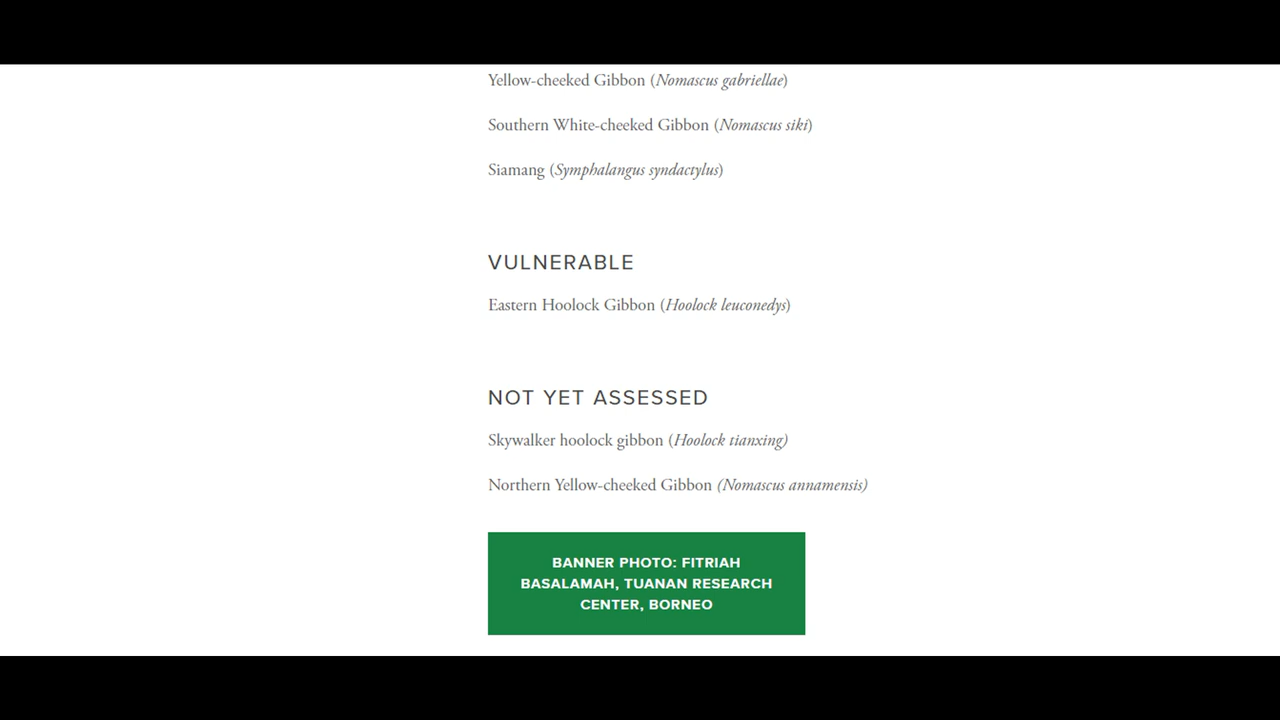 Yellow-cheeked Gibbon (Nomascus gabriellae)
Southern White-cheeked Gibbon (Nomascus siki)
Siamang (Symphalangus syndactylus)
VULNERABLE
Eastern Hoolock Gibbon (Hoolock leuconedys)
NOT YET ASSESSED
Skywalker hoolock gibbon (Hoolock tianxing)
Northern Yellow-cheeked Gibbon (Nomascus annamensis)
BANNER PHOTO: FITRIAH
BASALAMAH, TUANAN RESEARCH
CENTER, BORNEO